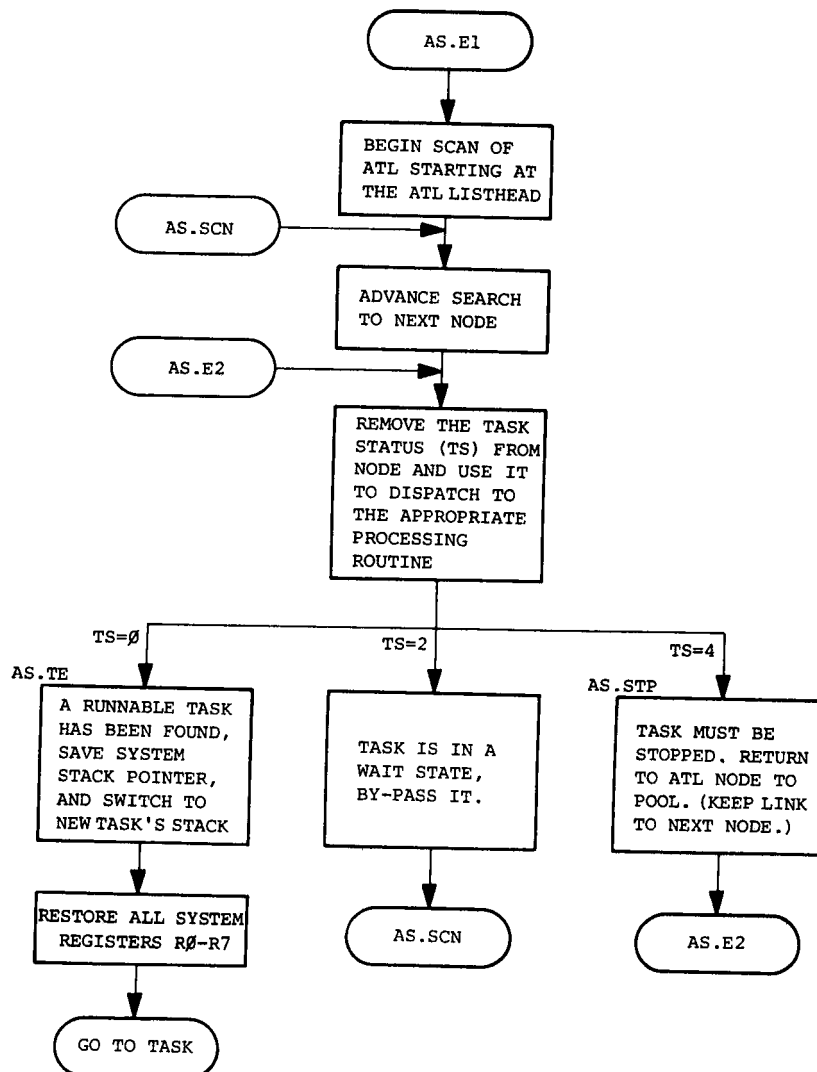 AS.E1
BEGIN SCAN OF
ATL STARTING AT
THE ATL LISTHEAD
AS.SCN
ADVANCE SEARCH
TO NEXT NODE
AS.E2
REMOVE THE TASK
STATUS (TS) FROM
NODE AND USE IT
TO DISPATCH TO
THE APPROPRIATE
PROCESSING
ROUTINE
TS=Ø
TS=2
TS=4
AS.TE
A RUNNABLE TASK
HAS BEEN FOUND,
SAVE SYSTEM
STACK POINTER,
AND SWITCH TO
NEW TASK'S STACK
TASK IS IN A
WAIT STATE,
BY-PASS IT.
AS.STP
TASK MUST BE
STOPPED. RETURN
TO ATL NODE TO
POOL. (KEEP LINK
TO NEXT NODE.)
RESTORE ALL SYSTEM
REGISTERS RØ-R7
AS.SCN
AS.E2
GO TO TASK